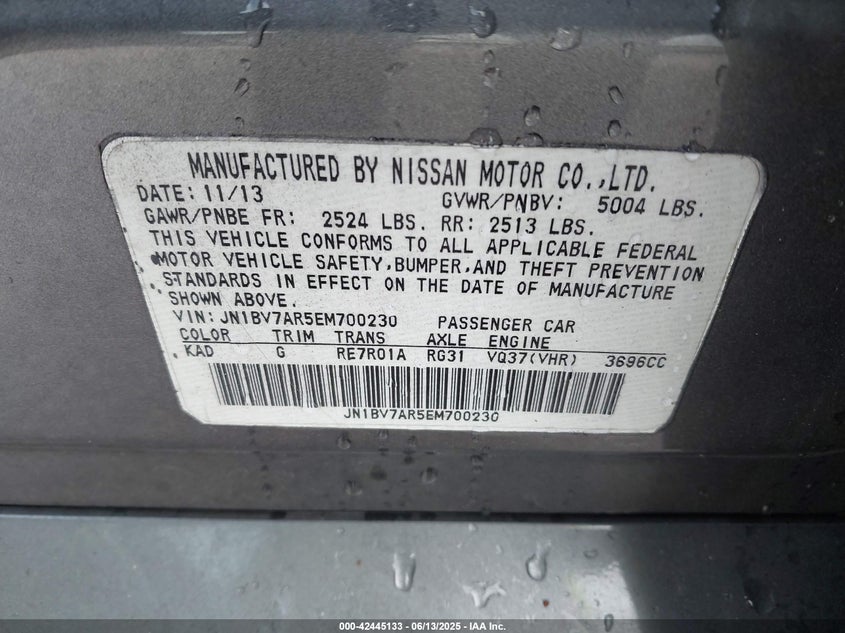 MANUFACTURED BY NISSAN MOTOR CO.,LTD.
DATE: 11/13 GVWR/PNBV: 5004 LBS.
GAWR/PNBE FR: 2524 LBS. RR: 2513 LBS.
THIS VEHICLE CONFORMS TO ALL APPLICABLE FEDERAL
MOTOR VEHICLE SAFETY,BUMPER,AND THEFT PREVENTION
STANDARDS IN EFFECT ON THE DATE OF MANUFACTURE
SHOWN ABOVE.
VIN: JN1BV7AR5EM700230 PASSENGER CAR
COLOR TRIM TRANS AXLE ENGINE
KAD G RE7R01A RG31 VQ37(VHR) 3696CC
JN1BV7AR5EM700230
000-42445133 - 06/13/2025 - IAA Inc.